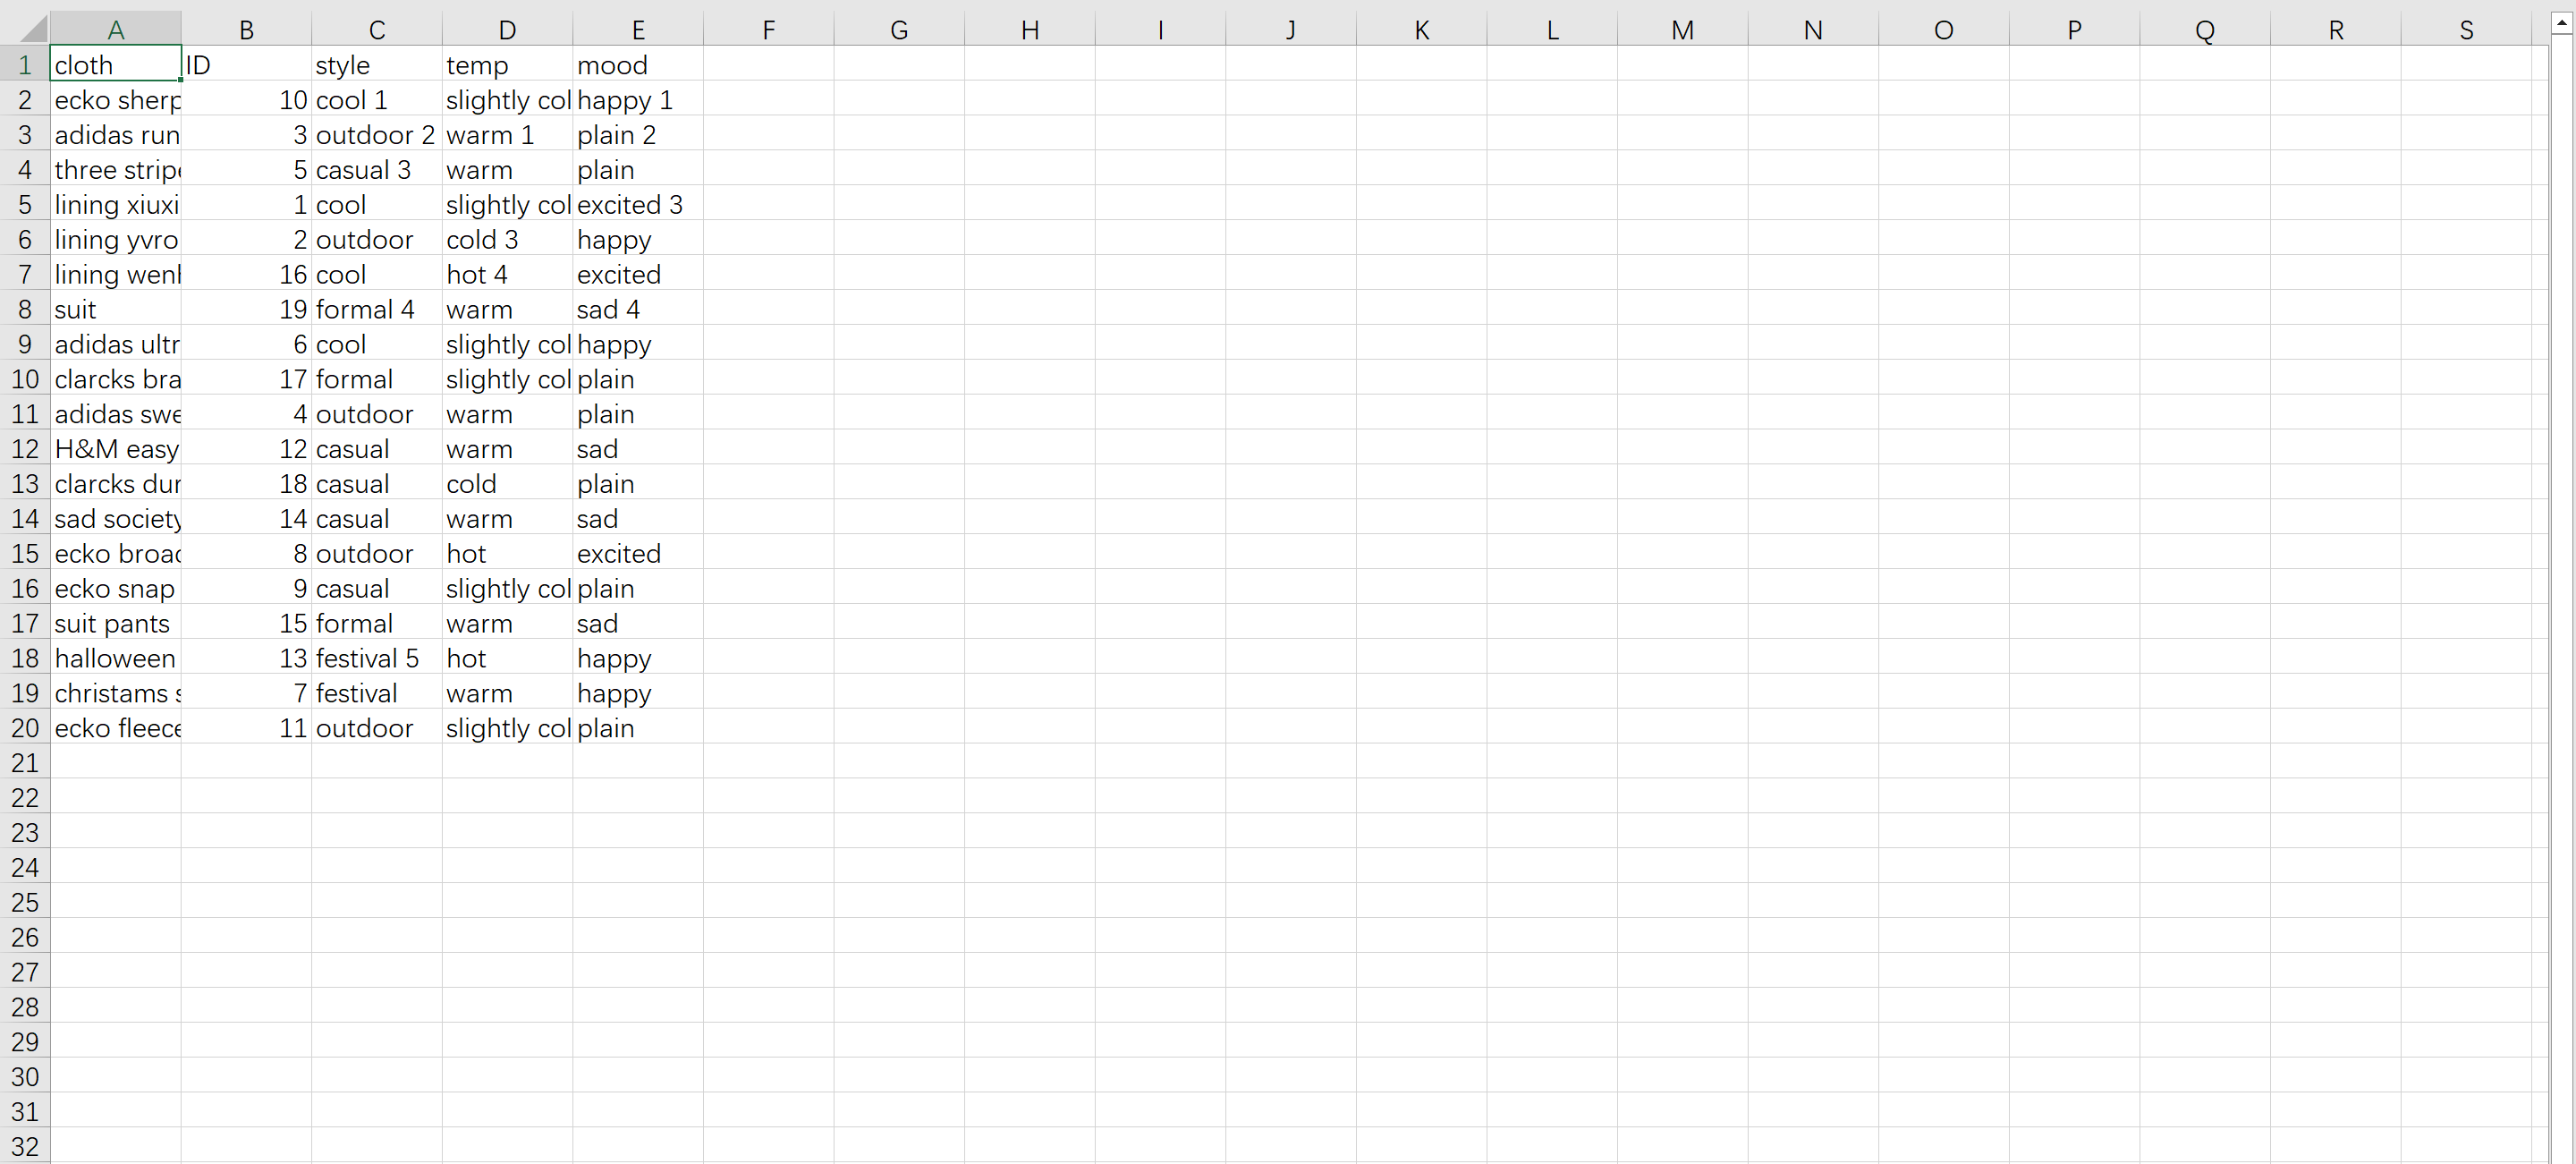 A B C D E F G H I J K L M N O P Q R S
1 cloth ID style temp mood
2 ecko sherp 10 cool 1 slightly col happy 1
3 adidas run 3 outdoor 2 warm 1 plain 2
4 three stripe 5 casual 3 warm plain
5 lining xiuxi 1 cool slightly col excited 3
6 lining yvro 2 outdoor cold 3 happy
7 lining wenl 16 cool hot 4 excited
8 suit 19 formal 4 warm sad 4
9 adidas ultr 6 cool slightly col happy
10 clarcks bra 17 formal slightly col plain
11 adidas swe 4 outdoor warm plain
12 H&M easy 12 casual warm sad
13 clarcks dur 18 casual cold plain
14 sad society 14 casual warm sad
15 ecko broad 8 outdoor hot excited
16 ecko snap 9 casual slightly col plain
17 suit pants 15 formal warm sad
18 halloween 13 festival 5 hot happy
19 christams s 7 festival warm happy
20 ecko fleece 11 outdoor slightly col plain
21
22
23
24
25
26
27
28
29
30
31
32